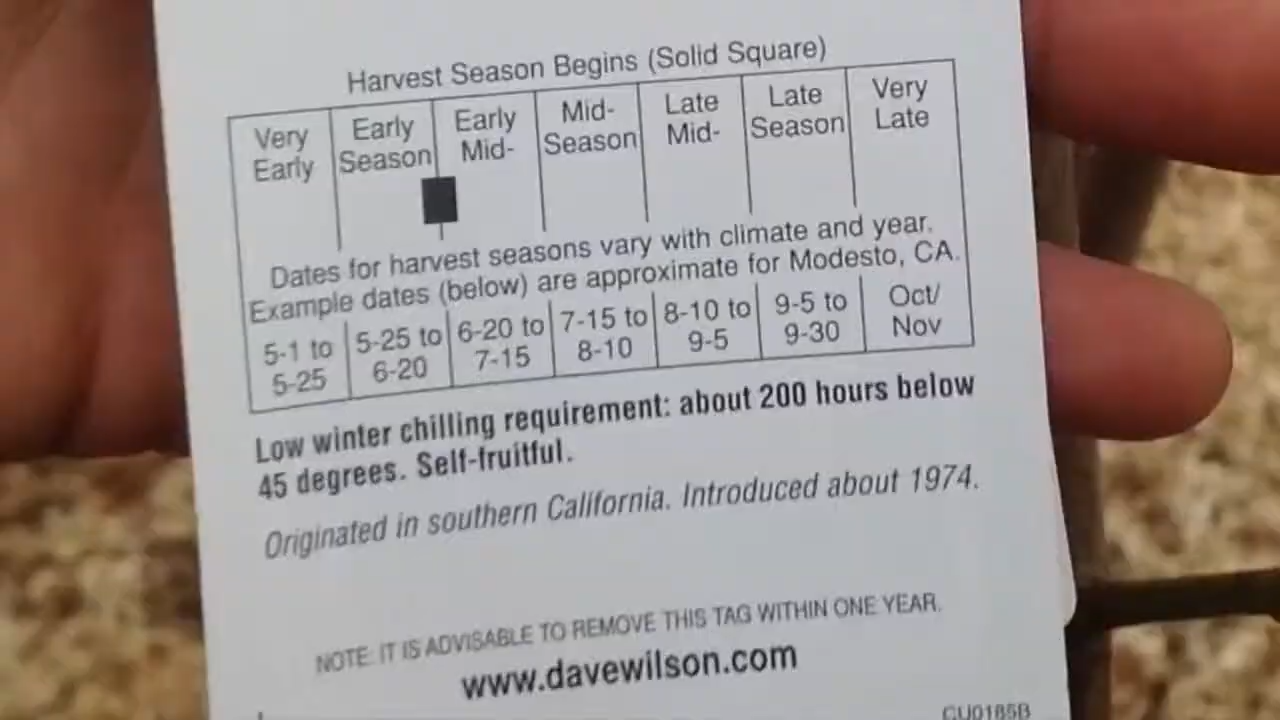 Harvest Season Begins (Solid Square)
Very Early
Early Season
Early Mid-
Mid-Season
Late Mid-
Late Season
Very Late
Dates for harvest seasons vary with climate and year.
Example dates (below) are approximate for Modesto, CA.
5-1 to 5-25
5-25 to 6-20
6-20 to 7-15
7-15 to 8-10
8-10 to 9-5
9-5 to 9-30
Oct/Nov
Low winter chilling requirement: about 200 hours below
45 degrees. Self-fruitful.
Originated in southern California. Introduced about 1974.
NOTE: IT IS ADVISABLE TO REMOVE THIS TAG WITHIN ONE YEAR.
www.davewilson.com
GU0185B